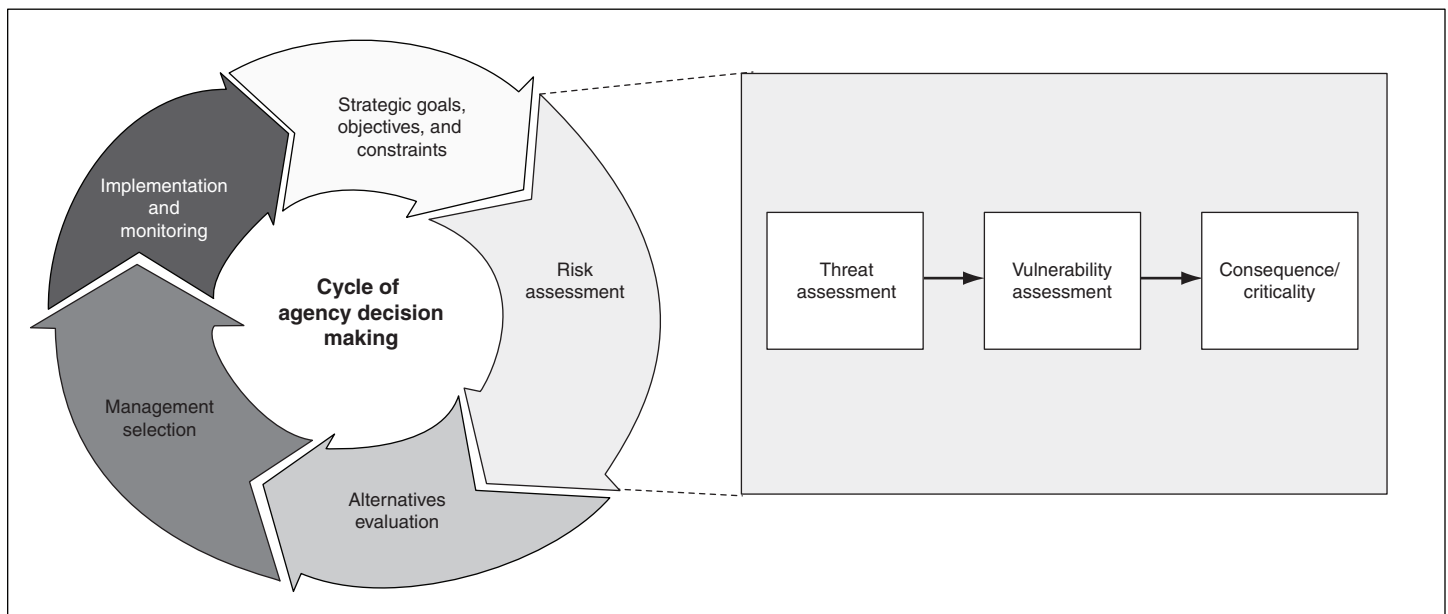 Strategic goals,
objectives, and
constraints
Implementation
and
monitoring
Cycle of
agency decision
making
Risk
assessment
Management
selection
Alternatives
evaluation
Threat
assessment
Vulnerability
assessment
Consequence/
criticality